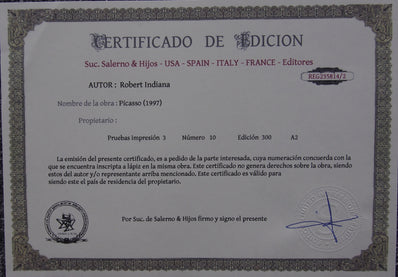 CERTIFICADO DE EDICION
Suc. Salerno & Hijos - USA - SPAIN - ITALY - FRANCE - Editores
REG235814/2
AUTOR : Robert Indiana
Nombre de la obra : Picasso (1997)
Propietario :
Pruebas impresión 3 Número 10 Edición 300 A2
La emisión del presente certificado, es a pedido de la parte interesada, cuya numeración concuerda con la
que se encuentra inscripta a lápiz en la misma obra. Este certificado no genera derechos sobre la obra, siendo
estos del autor y/o representante arriba mencionado. Este certificado es válido para
siendo este el país de residencia del propietario.
Por Suc. de Salerno & Hijos firmo y signo el presente